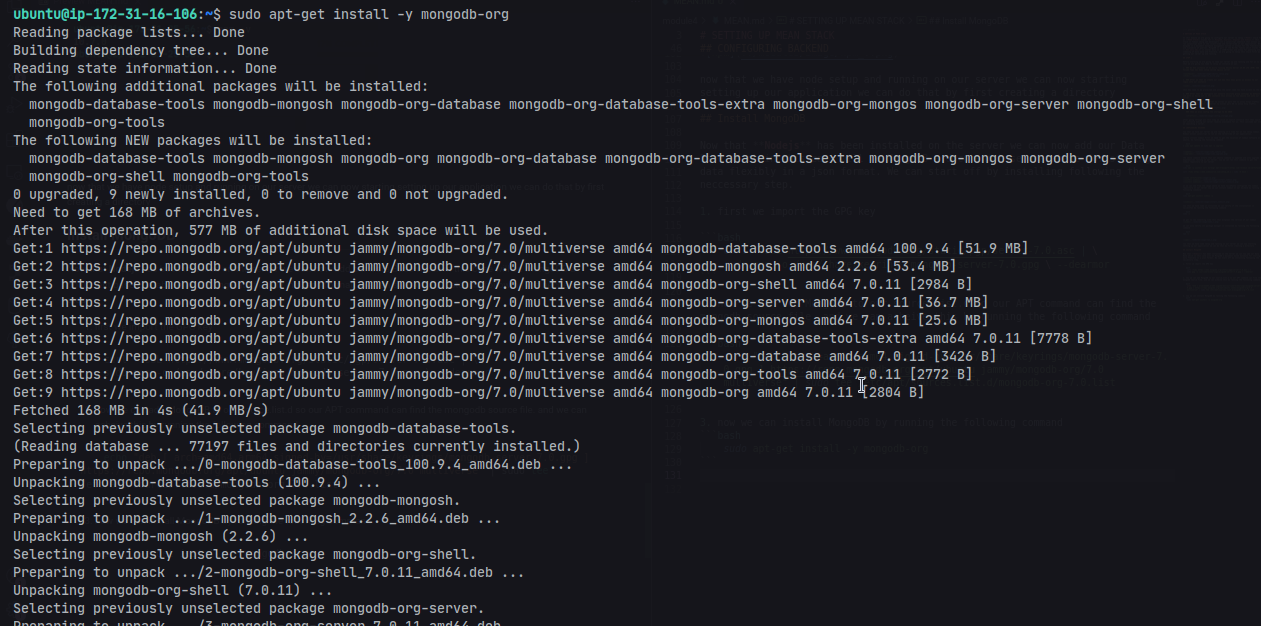 ubuntu@ip-172-31-16-106:~$ sudo apt-get install -y mongodb-org
Reading package lists... Done
Building dependency tree... Done
Reading state information... Done
The following additional packages will be installed:
  mongodb-database-tools mongodb-mongosh mongodb-org-database mongodb-org-database-tools-extra mongodb-org-mongos mongodb-org-server mongodb-org-shell
  mongodb-org-tools
The following NEW packages will be installed:
  mongodb-database-tools mongodb-mongosh mongodb-org mongodb-org-database mongodb-org-database-tools-extra mongodb-org-mongos mongodb-org-server
  mongodb-org-shell mongodb-org-tools
0 upgraded, 9 newly installed, 0 to remove and 0 not upgraded.
Need to get 168 MB of archives.
After this operation, 577 MB of additional disk space will be used.
Get:1 https://repo.mongodb.org/apt/ubuntu jammy/mongodb-org/7.0/multiverse amd64 mongodb-database-tools amd64 100.9.4 [51.9 MB]
Get:2 https://repo.mongodb.org/apt/ubuntu jammy/mongodb-org/7.0/multiverse amd64 mongodb-mongosh amd64 2.2.6 [53.4 MB]
Get:3 https://repo.mongodb.org/apt/ubuntu jammy/mongodb-org/7.0/multiverse amd64 mongodb-org-shell amd64 7.0.11 [2984 B]
Get:4 https://repo.mongodb.org/apt/ubuntu jammy/mongodb-org/7.0/multiverse amd64 mongodb-org-server amd64 7.0.11 [36.7 MB]
Get:5 https://repo.mongodb.org/apt/ubuntu jammy/mongodb-org/7.0/multiverse amd64 mongodb-org-mongos amd64 7.0.11 [25.6 MB]
Get:6 https://repo.mongodb.org/apt/ubuntu jammy/mongodb-org/7.0/multiverse amd64 mongodb-org-database-tools-extra amd64 7.0.11 [7778 B]
Get:7 https://repo.mongodb.org/apt/ubuntu jammy/mongodb-org/7.0/multiverse amd64 mongodb-org-database amd64 7.0.11 [3426 B]
Get:8 https://repo.mongodb.org/apt/ubuntu jammy/mongodb-org/7.0/multiverse amd64 mongodb-org-tools amd64 7.0.11 [2772 B]
Get:9 https://repo.mongodb.org/apt/ubuntu jammy/mongodb-org/7.0/multiverse amd64 mongodb-org amd64 7.0.11 [2804 B]
Fetched 168 MB in 4s (41.9 MB/s)
Selecting previously unselected package mongodb-database-tools.
(Reading database ... 77197 files and directories currently installed.)
Preparing to unpack .../0-mongodb-database-tools_100.9.4_amd64.deb ...
Unpacking mongodb-database-tools (100.9.4) ...
Selecting previously unselected package mongodb-mongosh.
Preparing to unpack .../1-mongodb-mongosh_2.2.6_amd64.deb ...
Unpacking mongodb-mongosh (2.2.6) ...
Selecting previously unselected package mongodb-org-shell.
Preparing to unpack .../2-mongodb-org-shell_7.0.11_amd64.deb ...
Unpacking mongodb-org-shell (7.0.11) ...
Selecting previously unselected package mongodb-org-server.
Preparing to unpack .../3-mongodb-org-server_7.0.11_amd64.deb ...